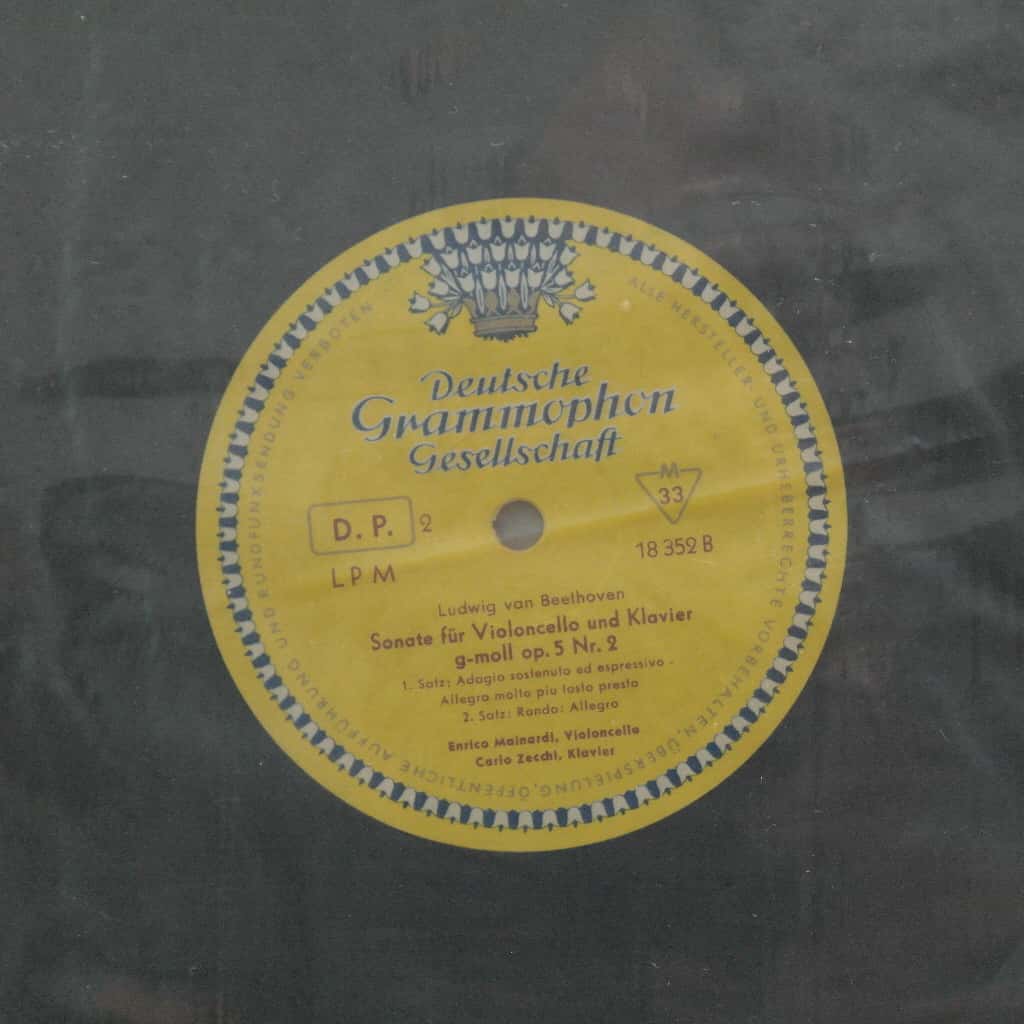 Deutsche
Grammophon
Gesellschaft
D. P. 2
M
33
LPM
18 352 B
Ludwig van Beethoven
Sonate für Violoncello und Klavier
g-moll op. 5 Nr. 2
1. Satz: Adagio sostenuto ed espressivo -
Allegro molto piu tosto presto
2. Satz: Rondo: Allegro
Enrico Mainardi, Violoncello
Carlo Zecchi, Klavier
ALLE HERSTELLER- UND URHEBERRECHTE VORBEHALTEN, ÜBERSPIELUNG, ÖFFENTLICHE AUFFÜHRUNG UND RUNDFUNKSENDUNG VERBOTEN